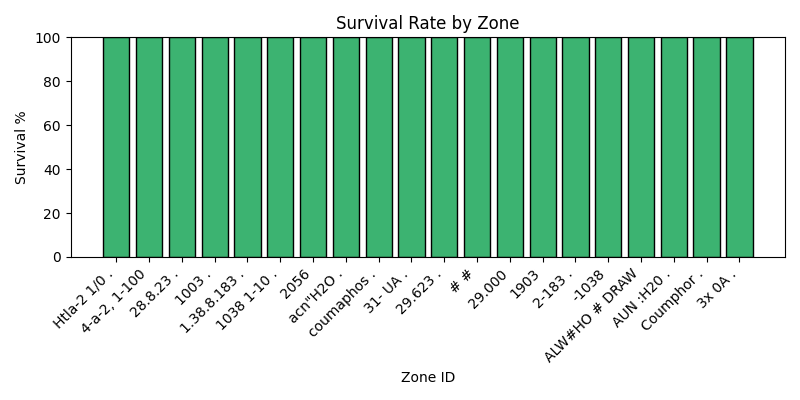 Survival Rate by Zone
Survival %
100
80
60
40
20
0
Htla-2 1/0 .
4-a-2, 1-100
28.8.23 .
1003 .
1.38.8.183 .
1038 1-10 .
2056
acn"H2O .
coumaphos .
31- UA .
29.623 .
# #
29.000
1903
2-183 .
-1038
ALW#HO # DRAW
AUN :H20 .
Coumphor .
3x 0A .
Zone ID